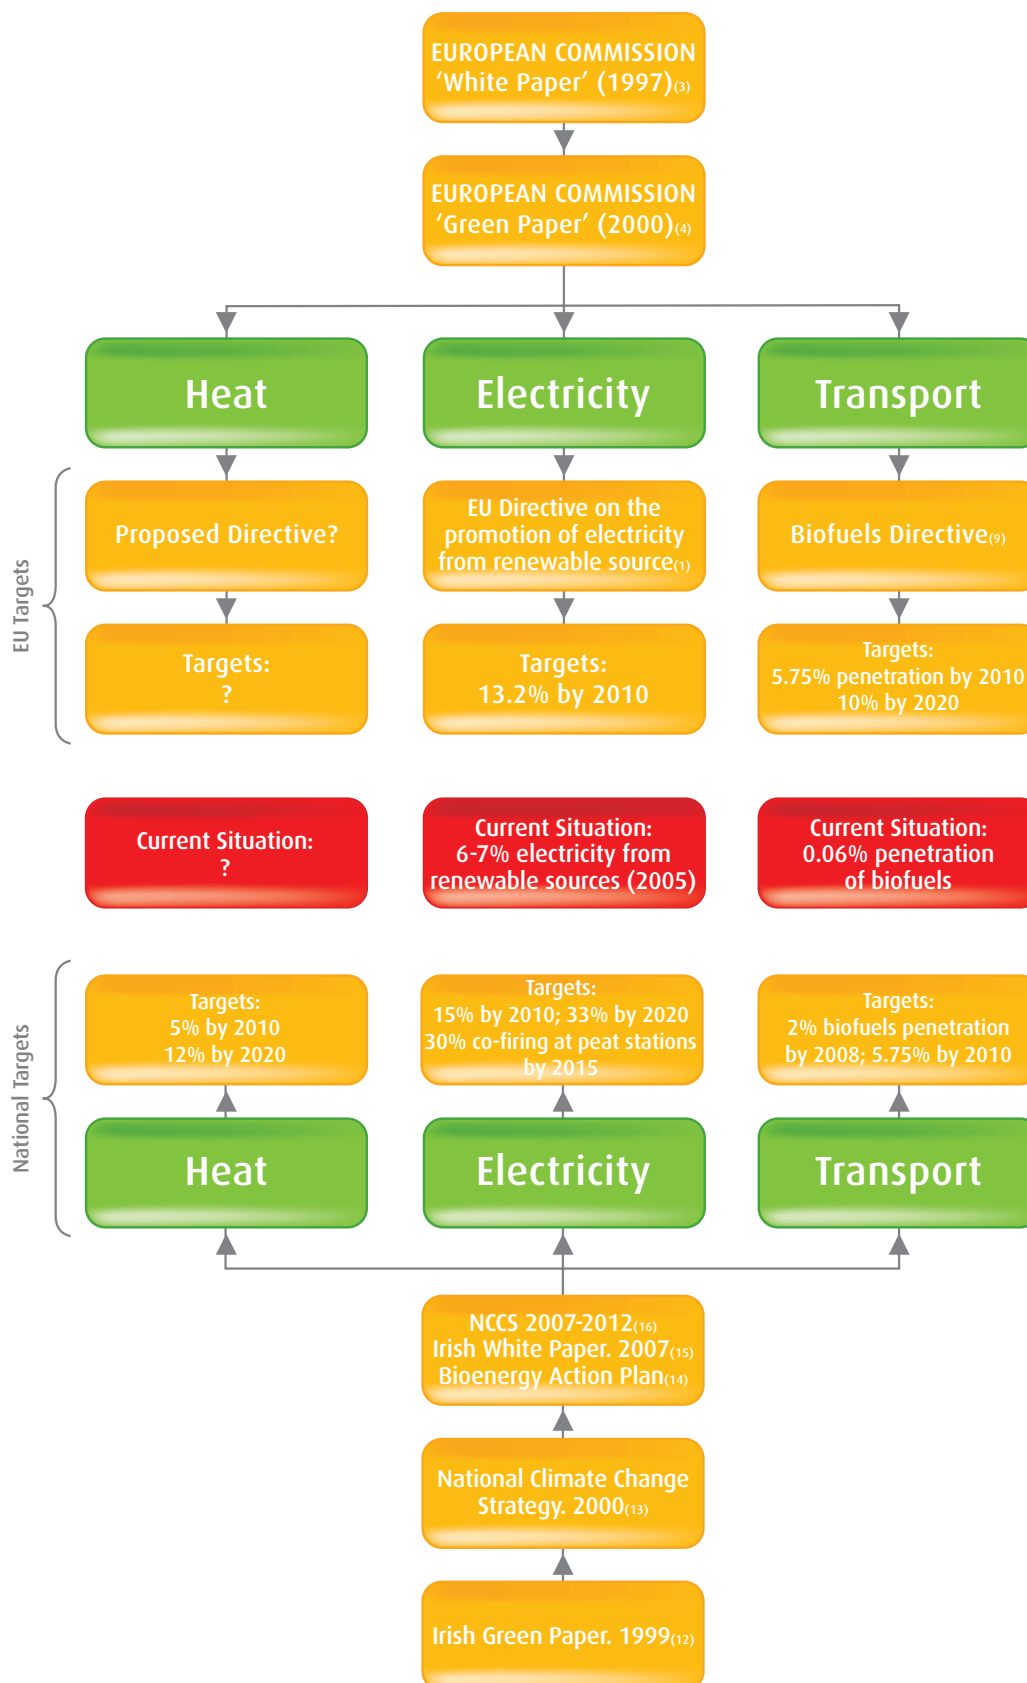 EUROPEAN COMMISSION
‘White Paper’ (1997)(3)
EUROPEAN COMMISSION
‘Green Paper’ (2000)(4)
Heat
Electricity
Transport
EU Targets
Proposed Directive?
EU Directive on the
promotion of electricity
from renewable source(1)
Biofuels Directive(9)
Targets:
?
Targets:
13.2% by 2010
Targets:
5.75% penetration by 2010
10% by 2020
Current Situation:
?
Current Situation:
6-7% electricity from
renewable sources (2005)
Current Situation:
0.06% penetration
of biofuels
National Targets
Targets:
5% by 2010
12% by 2020
Targets:
15% by 2010; 33% by 2020
30% co-firing at peat stations
by 2015
Targets:
2% biofuels penetration
by 2008; 5.75% by 2010
Heat
Electricity
Transport
NCCS 2007-2012(16)
Irish White Paper. 2007(15)
Bioenergy Action Plan(14)
National Climate Change
Strategy. 2000(13)
Irish Green Paper. 1999(12)